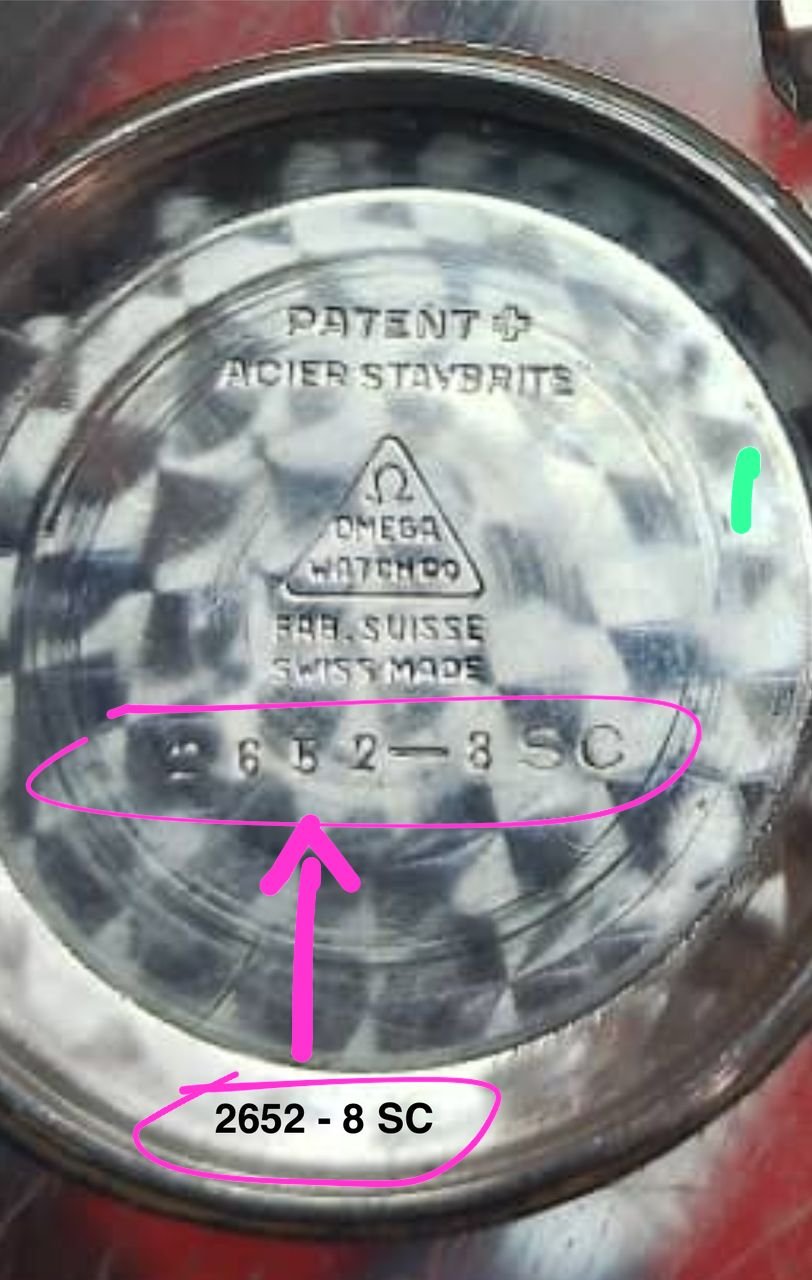 PATENT +
ACIER STAYBRITE
Ω
OMEGA
WATCH CO
FAB. SUISSE
SWISS MADE
2652-8 SC
2652 - 8 SC